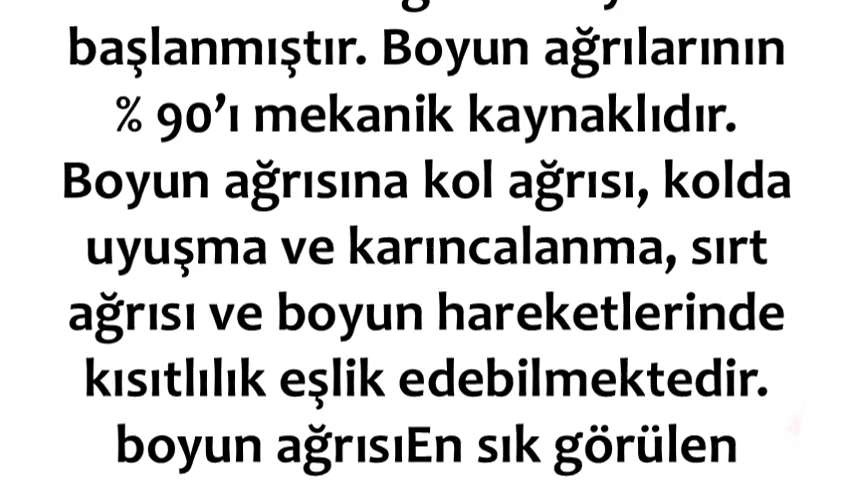 başlanmıştır. Boyun ağrılarının
% 90’ı mekanik kaynaklıdır.
Boyun ağrısına kol ağrısı, kolda
uyuşma ve karıncalanma, sırt
ağrısı ve boyun hareketlerinde
kısıtlılık eşlik edebilmektedir.
boyun ağrısıEn sık görülen